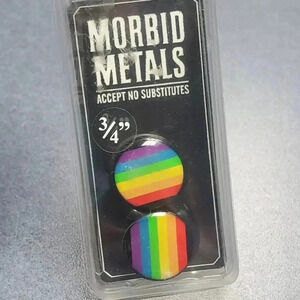 MORBID
METALS
ACCEPT NO SUBSTITUTES
3/4"